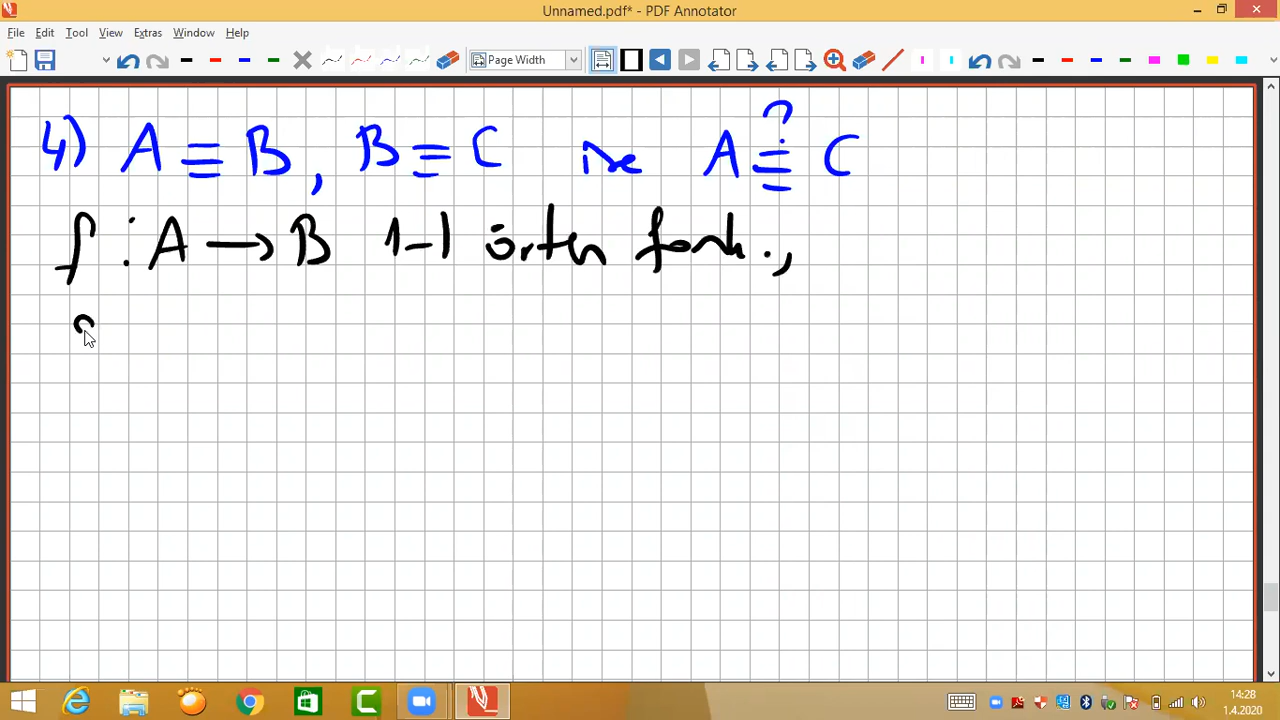 Unnamed.pdf* - PDF Annotator
File Edit Tool View Extras Window Help
Page Width
4) A ≡ B, B ≡ C ise A ≡? C
f : A → B 1-1 örten fonk.,
14:28
1.4.2020